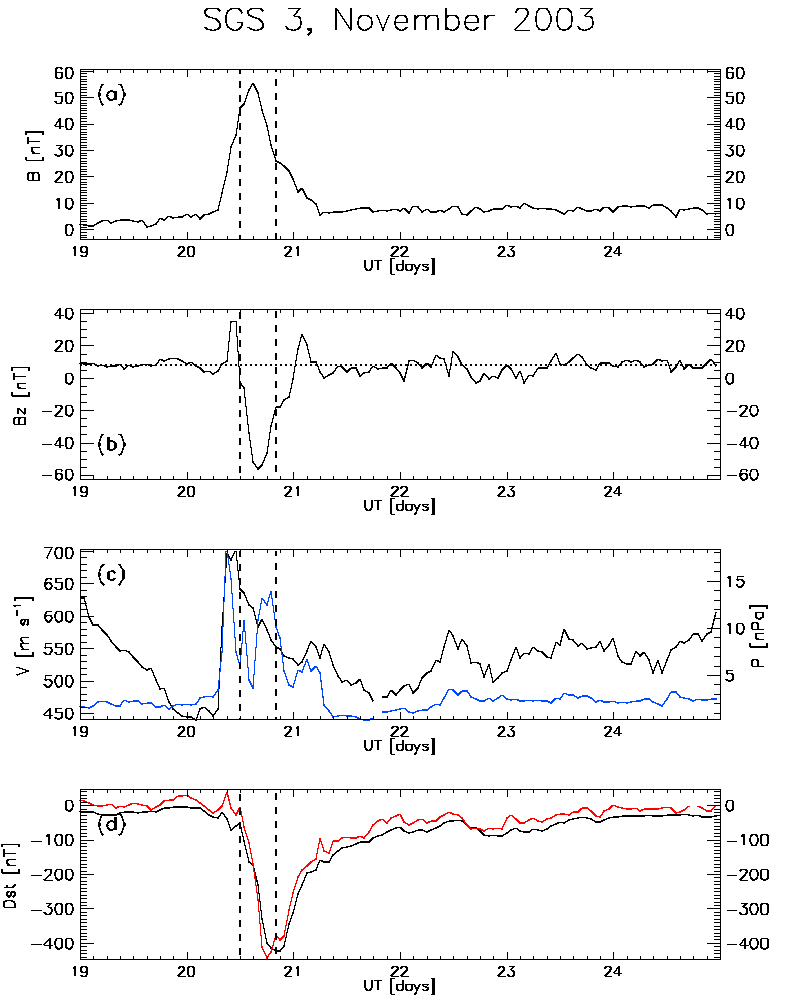 SGS 3, November 2003
60 60
(a)
50 50
40 40
B [nT]
30 30
20 20
10 10
0 0
19 20 21 22 23 24
UT [days]
40 40
20 20
0 0
Bz [nT]
-20 -20
-40 -40
(b)
-60 -60
19 20 21 22 23 24
UT [days]
700
(c)
650 15
600
V [m s⁻¹] 10 P [nPa]
550
500 5
450
19 20 21 22 23 24
UT [days]
0 0
(d)
-100 -100
Dst [nT]
-200 -200
-300 -300
-400 -400
19 20 21 22 23 24
UT [days]